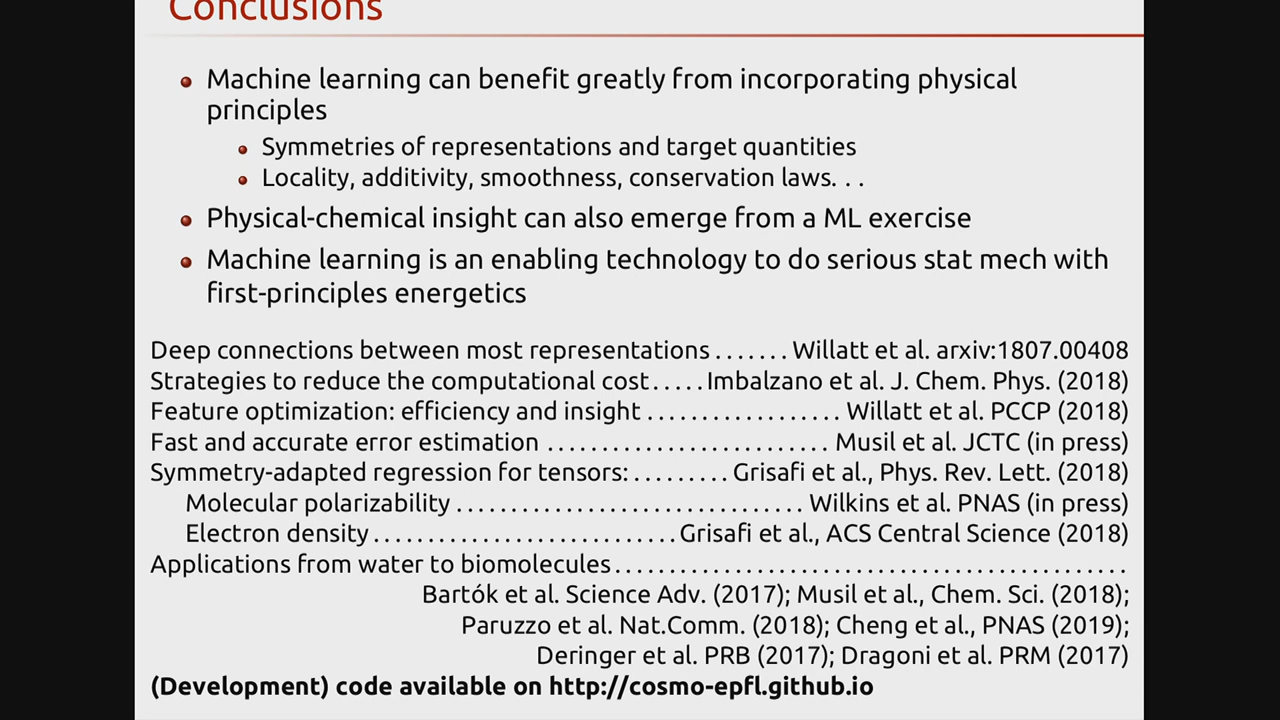 Conclusions
Machine learning can benefit greatly from incorporating physical
principles
Symmetries of representations and target quantities
Locality, additivity, smoothness, conservation laws. . .
Physical-chemical insight can also emerge from a ML exercise
Machine learning is an enabling technology to do serious stat mech with
first-principles energetics
Deep connections between most representations . . . . . . . Willatt et al. arxiv:1807.00408
Strategies to reduce the computational cost . . . . . Imbalzano et al. J. Chem. Phys. (2018)
Feature optimization: efficiency and insight . . . . . . . . . . . . . . . . . . Willatt et al. PCCP (2018)
Fast and accurate error estimation . . . . . . . . . . . . . . . . . . . . . . . . . . Musil et al. JCTC (in press)
Symmetry-adapted regression for tensors: . . . . . . . . . Grisafi et al., Phys. Rev. Lett. (2018)
Molecular polarizability . . . . . . . . . . . . . . . . . . . . . . . . . . . . . . . . Wilkins et al. PNAS (in press)
Electron density . . . . . . . . . . . . . . . . . . . . . . . . . . . . Grisafi et al., ACS Central Science (2018)
Applications from water to biomolecules . . . . . . . . . . . . . . . . . . . . . . . . . . . . . . . . . . . . . . . . . . . . . . . .
Bartók et al. Science Adv. (2017); Musil et al., Chem. Sci. (2018);
Paruzzo et al. Nat.Comm. (2018); Cheng et al., PNAS (2019);
Deringer et al. PRB (2017); Dragoni et al. PRM (2017)
(Development) code available on http://cosmo-epfl.github.io